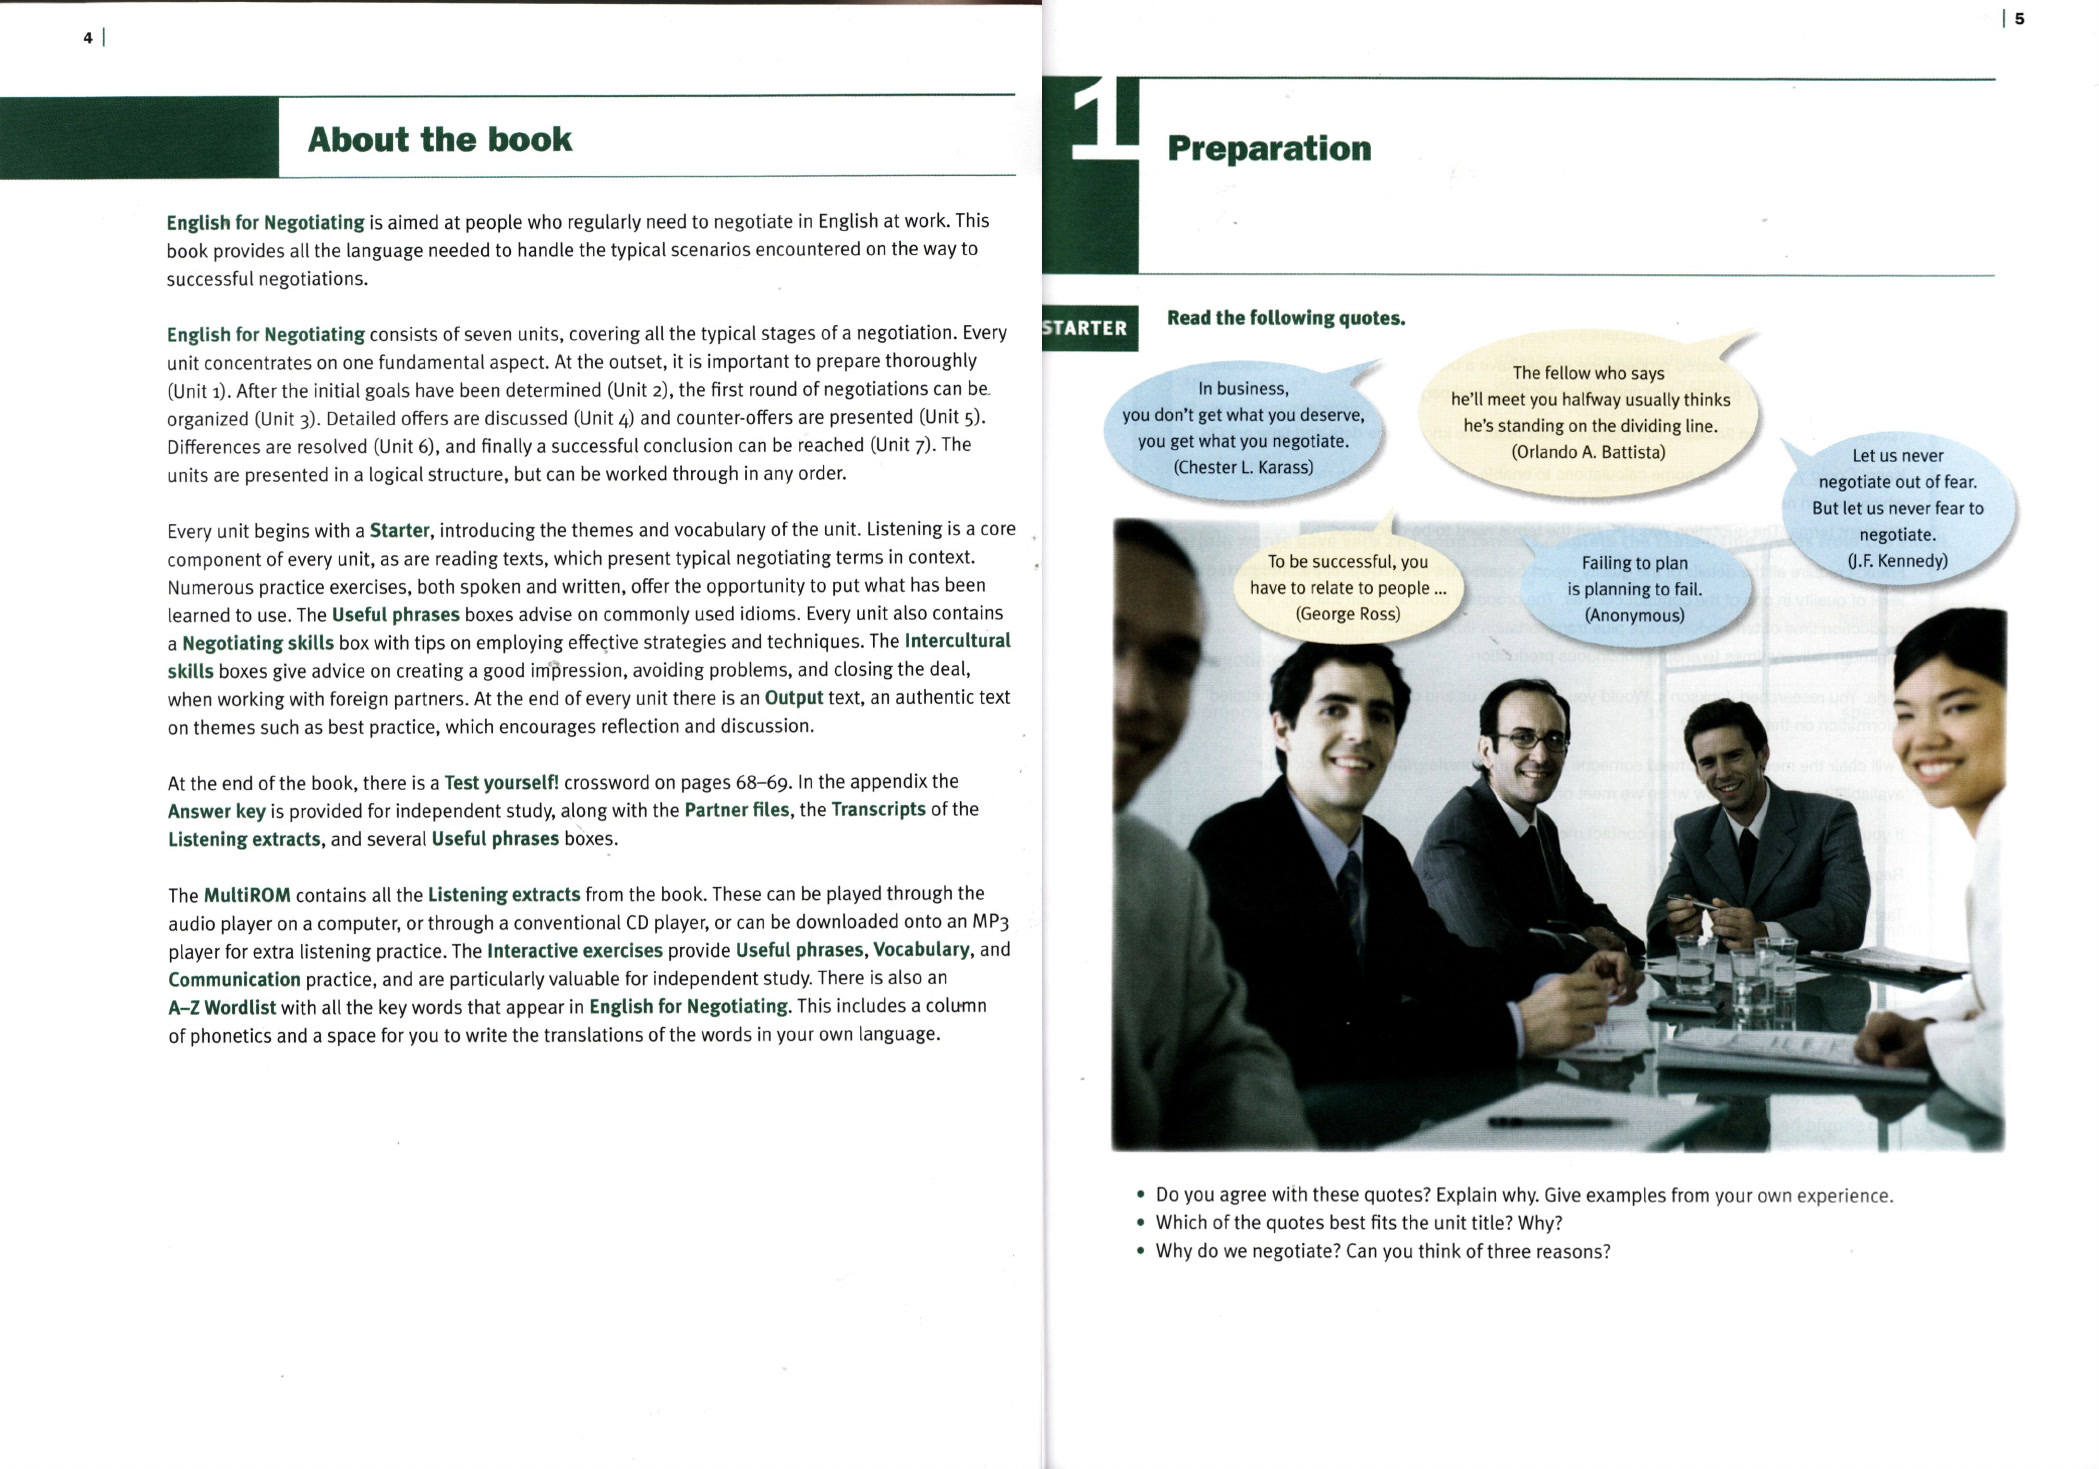 4
About the book
English for Negotiating is aimed at people who regularly need to negotiate in English at work. This
book provides all the language needed to handle the typical scenarios encountered on the way to
successful negotiations.
English for Negotiating consists of seven units, covering all the typical stages of a negotiation. Every
unit concentrates on one fundamental aspect. At the outset, it is important to prepare thoroughly
(Unit 1). After the initial goals have been determined (Unit 2), the first round of negotiations can be
organized (Unit 3). Detailed offers are discussed (Unit 4) and counter-offers are presented (Unit 5).
Differences are resolved (Unit 6), and finally a successful conclusion can be reached (Unit 7). The
units are presented in a logical structure, but can be worked through in any order.
Every unit begins with a Starter, introducing the themes and vocabulary of the unit. Listening is a core
component of every unit, as are reading texts, which present typical negotiating terms in context.
Numerous practice exercises, both spoken and written, offer the opportunity to put what has been
learned to use. The Useful phrases boxes advise on commonly used idioms. Every unit also contains
a Negotiating skills box with tips on employing effective strategies and techniques. The Intercultural
skills boxes give advice on creating a good impression, avoiding problems, and closing the deal,
when working with foreign partners. At the end of every unit there is an Output text, an authentic text
on themes such as best practice, which encourages reflection and discussion.
At the end of the book, there is a Test yourself! crossword on pages 68–69. In the appendix the
Answer key is provided for independent study, along with the Partner files, the Transcripts of the
Listening extracts, and several Useful phrases boxes.
The MultiROM contains all the Listening extracts from the book. These can be played through the
audio player on a computer, or through a conventional CD player, or can be downloaded onto an MP3
player for extra listening practice. The Interactive exercises provide Useful phrases, Vocabulary, and
Communication practice, and are particularly valuable for independent study. There is also an
A–Z Wordlist with all the key words that appear in English for Negotiating. This includes a column
of phonetics and a space for you to write the translations of the words in your own language.
5
1
Preparation
STARTER
Read the following quotes.
In business,
you don't get what you deserve,
you get what you negotiate.
(Chester L. Karass)
The fellow who says
he'll meet you halfway usually thinks
he's standing on the dividing line.
(Orlando A. Battista)
Let us never
negotiate out of fear.
But let us never fear to
negotiate.
(J.F. Kennedy)
To be successful, you
have to relate to people ...
(George Ross)
Failing to plan
is planning to fail.
(Anonymous)
• Do you agree with these quotes? Explain why. Give examples from your own experience.
• Which of the quotes best fits the unit title? Why?
• Why do we negotiate? Can you think of three reasons?